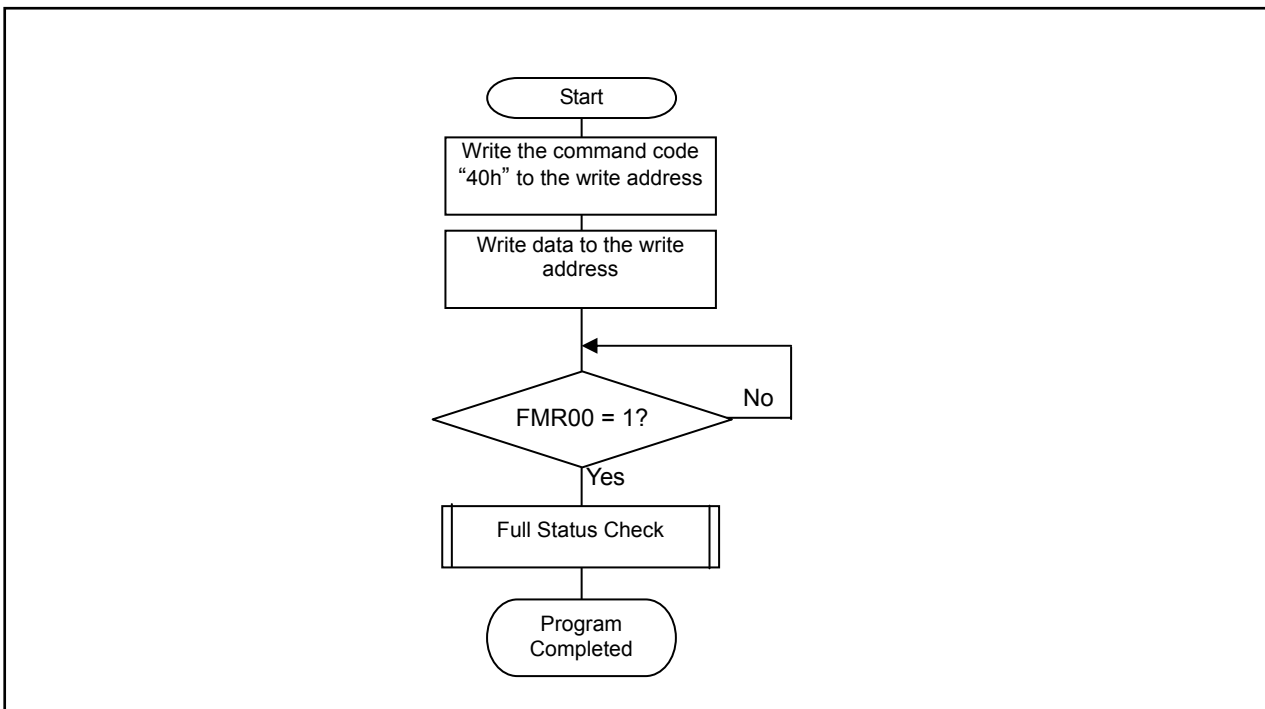 Start
Write the command code
“40h” to the write address
Write data to the write
address
No
FMR00 = 1?
Yes
Full Status Check
Program
Completed